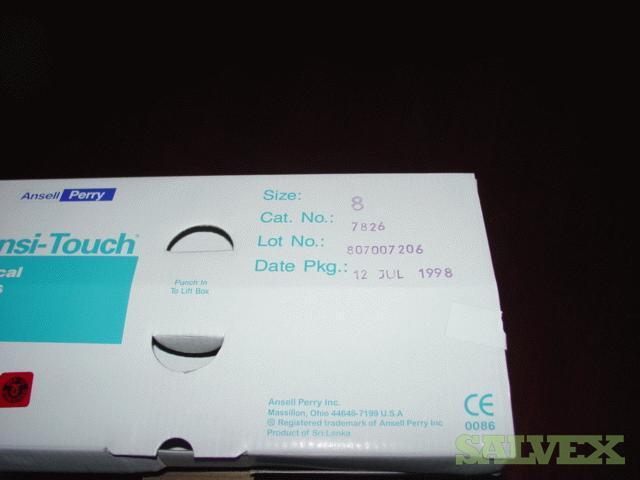 Ansell Perry
nsi-Touch®
cal
s
Punch In
To Lift Box
Size: 8
Cat. No.: 7826
Lot No.: 807007206
Date Pkg.: 12 JUL 1998
Ansell Perry Inc.
Massillon, Ohio 44648-7199 U.S.A
® Registered trademark of Ansell Perry Inc
Product of Sri Lanka
CE
0086
SALVEX